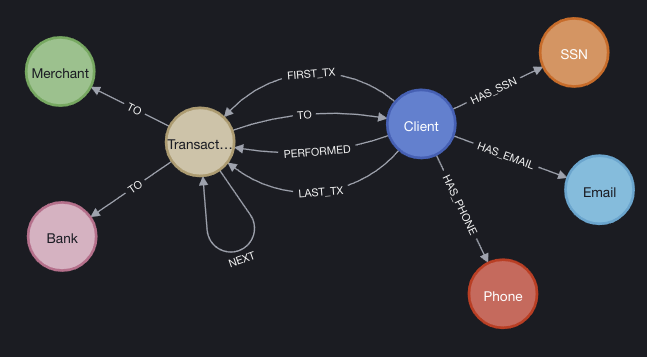 SSN
Merchant
FIRST_TX
HAS_SSN
TO
TO
Client
Transact...
PERFORMED
HAS_EMAIL
TO
LAST_TX
Email
HAS_PHONE
Bank
NEXT
Phone